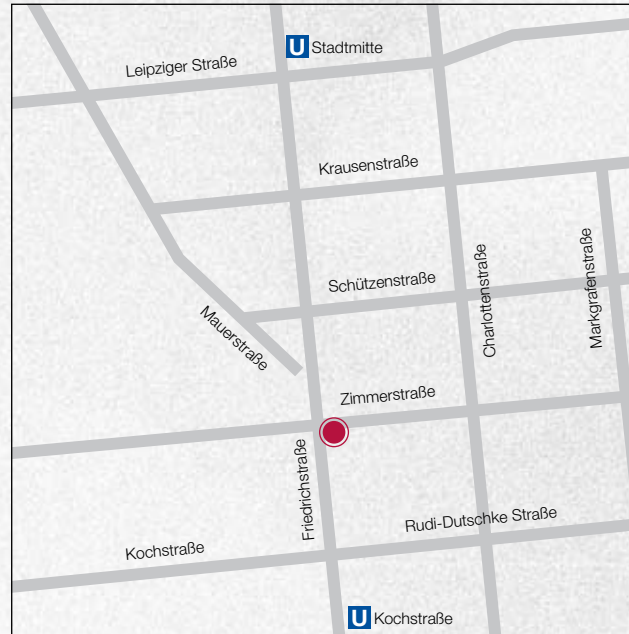 U Stadtmitte
Leipziger Straße
Krausenstraße
Schützenstraße
Charlottenstraße
Markgrafenstraße
Mauerstraße
Zimmerstraße
Friedrichstraße
Rudi-Dutschke Straße
Kochstraße
U Kochstraße